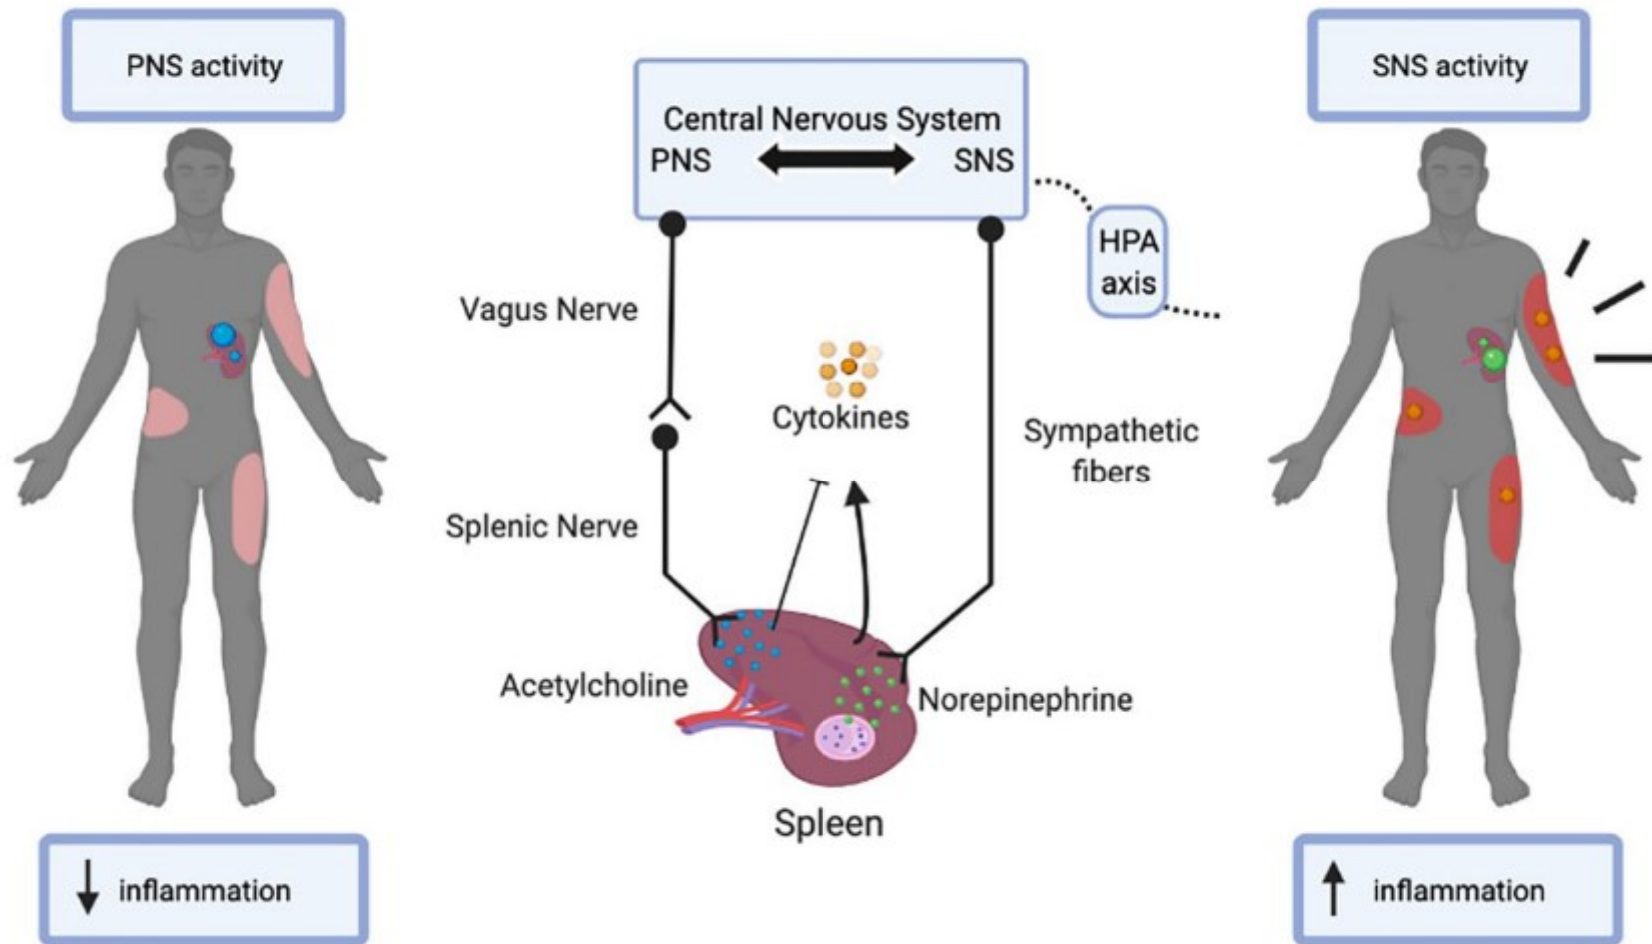 PNS activity
SNS activity
Central Nervous System
PNS
SNS
HPA
axis
Vagus Nerve
Cytokines
Sympathetic
fibers
Splenic Nerve
Acetylcholine
Norepinephrine
Spleen
↓ inflammation
↑ inflammation